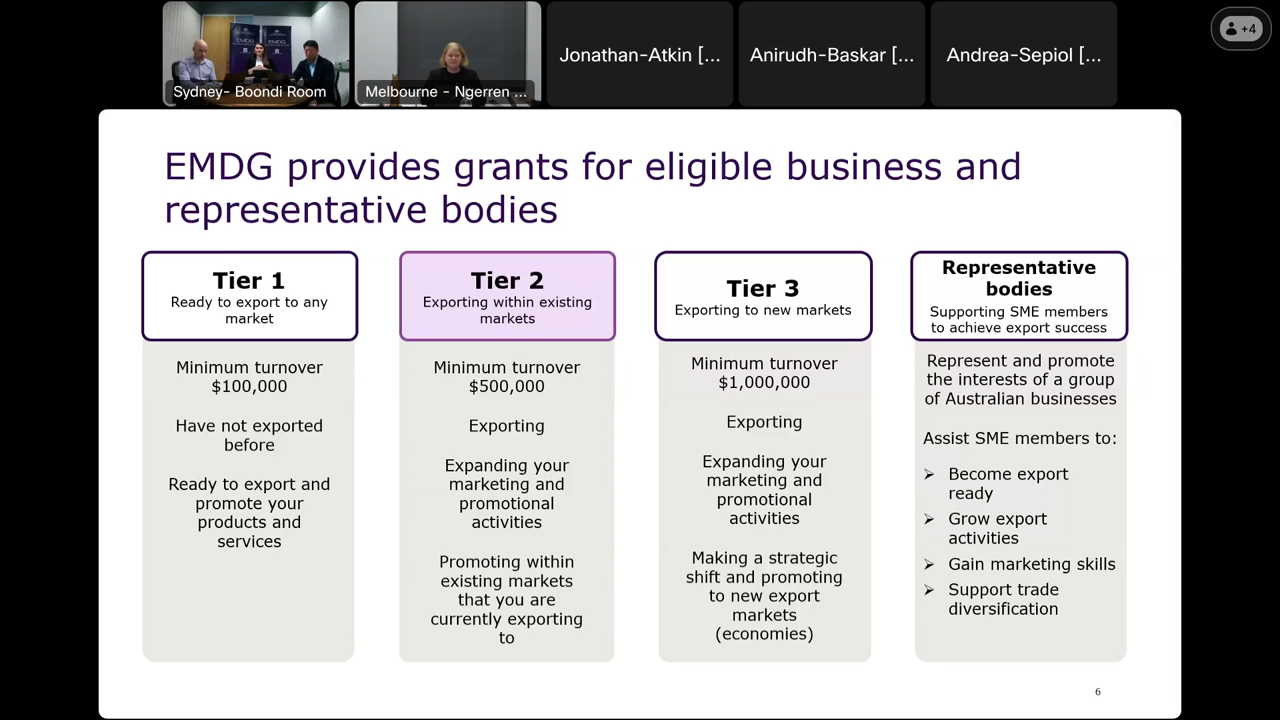 EMDG
Sydney- Boondi Room
Melbourne - Ngerren ...
Jonathan-Atkin [...
Anirudh-Baskar [...
Andrea-Sepiol [...
+4
EMDG provides grants for eligible business and
representative bodies
Tier 1
Ready to export to any
market
Minimum turnover
$100,000
Have not exported
before
Ready to export and
promote your
products and
services
Tier 2
Exporting within existing
markets
Minimum turnover
$500,000
Exporting
Expanding your
marketing and
promotional
activities
Promoting within
existing markets
that you are
currently exporting
to
Tier 3
Exporting to new markets
Minimum turnover
$1,000,000
Exporting
Expanding your
marketing and
promotional
activities
Making a strategic
shift and promoting
to new export
markets
(economies)
Representative
bodies
Supporting SME members
to achieve export success
Represent and promote
the interests of a group
of Australian businesses
Assist SME members to:
➢ Become export
ready
➢ Grow export
activities
➢ Gain marketing skills
➢ Support trade
diversification
6